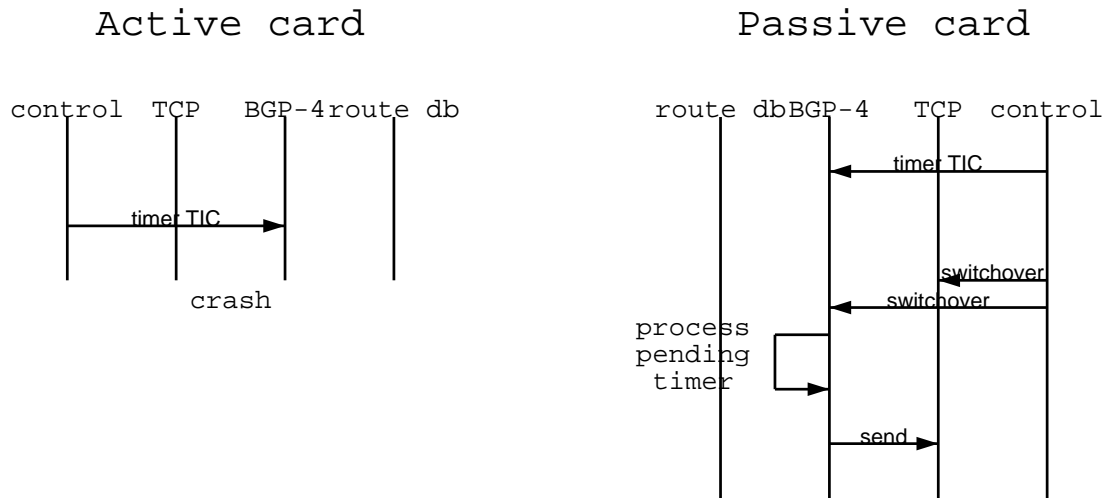 Active card
Passive card
control TCP BGP-4 route db
route db BGP-4 TCP control
timer TIC
timer TIC
switchover
crash
switchover
process
pending
timer
send